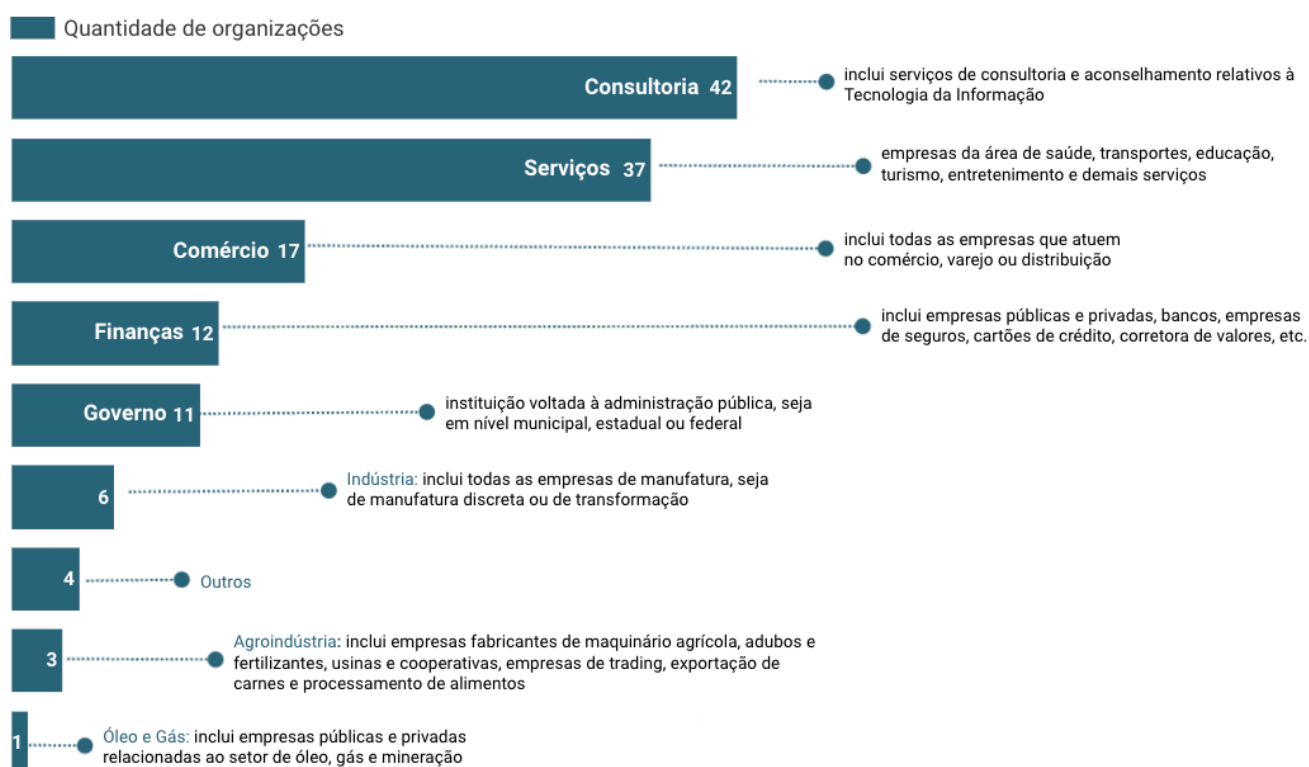 Quantidade de organizações
Consultoria 42
inclui serviços de consultoria e aconselhamento relativos à
Tecnologia da Informação
Serviços 37
empresas da área de saúde, transportes, educação,
turismo, entretenimento e demais serviços
Comércio 17
inclui todas as empresas que atuem
no comércio, varejo ou distribuição
Finanças 12
inclui empresas públicas e privadas, bancos, empresas
de seguros, cartões de crédito, corretora de valores, etc.
Governo 11
instituição voltada à administração pública, seja
em nível municipal, estadual ou federal
6
Indústria: inclui todas as empresas de manufatura, seja
de manufatura discreta ou de transformação
4
Outros
3
Agroindústria: inclui empresas fabricantes de maquinário agrícola, adubos e
fertilizantes, usinas e cooperativas, empresas de trading, exportação de
carnes e processamento de alimentos
1
Óleo e Gás: inclui empresas públicas e privadas
relacionadas ao setor de óleo, gás e mineração